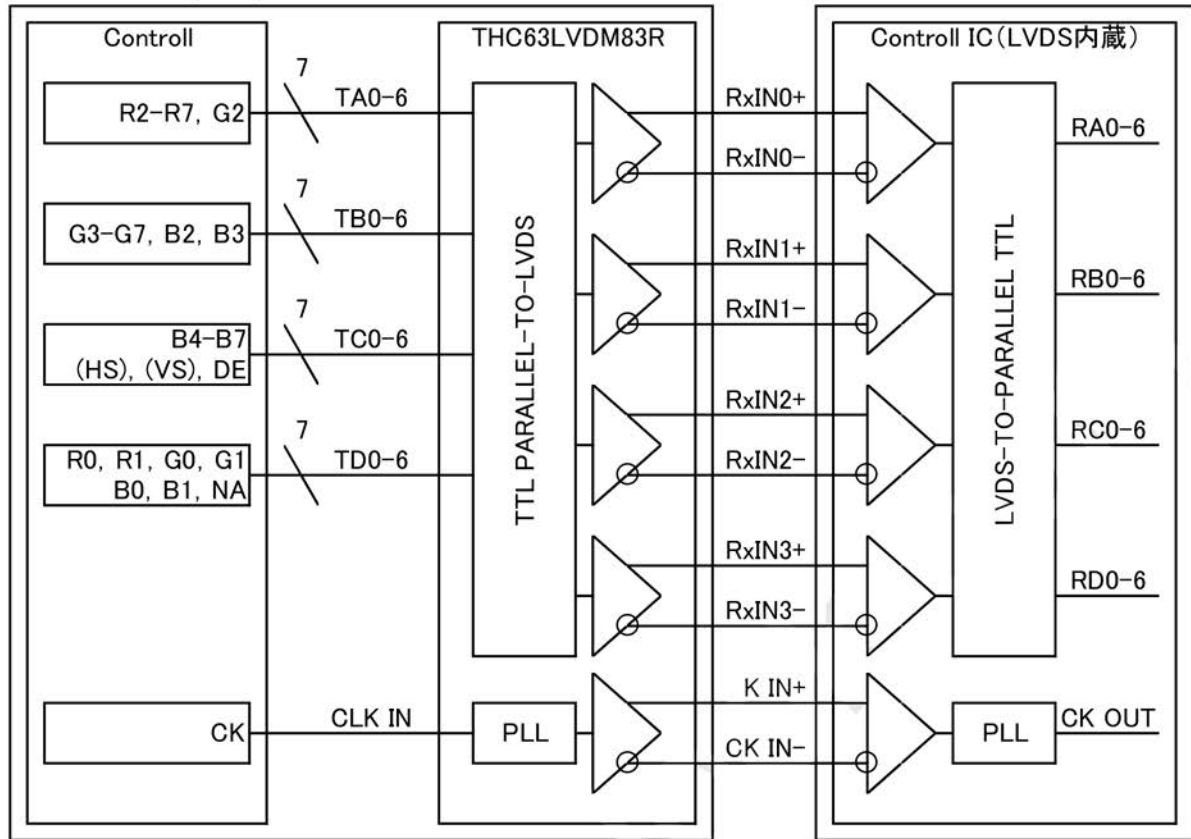 Controll
THC63LVDM83R
Controll IC(LVDS内蔵)
R2-R7, G2
7
TA0-6
G3-G7, B2, B3
7
TB0-6
B4-B7
(HS), (VS), DE
7
TC0-6
R0, R1, G0, G1
B0, B1, NA
7
TD0-6
CK
CLK IN
TTL PARALLEL-TO-LVDS
PLL
RxIN0+
RxIN0-
RxIN1+
RxIN1-
RxIN2+
RxIN2-
RxIN3+
RxIN3-
K IN+
CK IN-
LVDS-TO-PARALLEL TTL
PLL
RA0-6
RB0-6
RC0-6
RD0-6
CK OUT